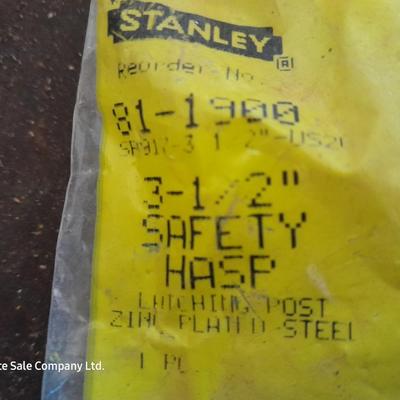 STANLEY
Reorder No.
81-1900
3-1/2"
SAFETY
HASP
LATCHING POST
ZINC PLATED STEEL
1 PC
te Sale Company Ltd.